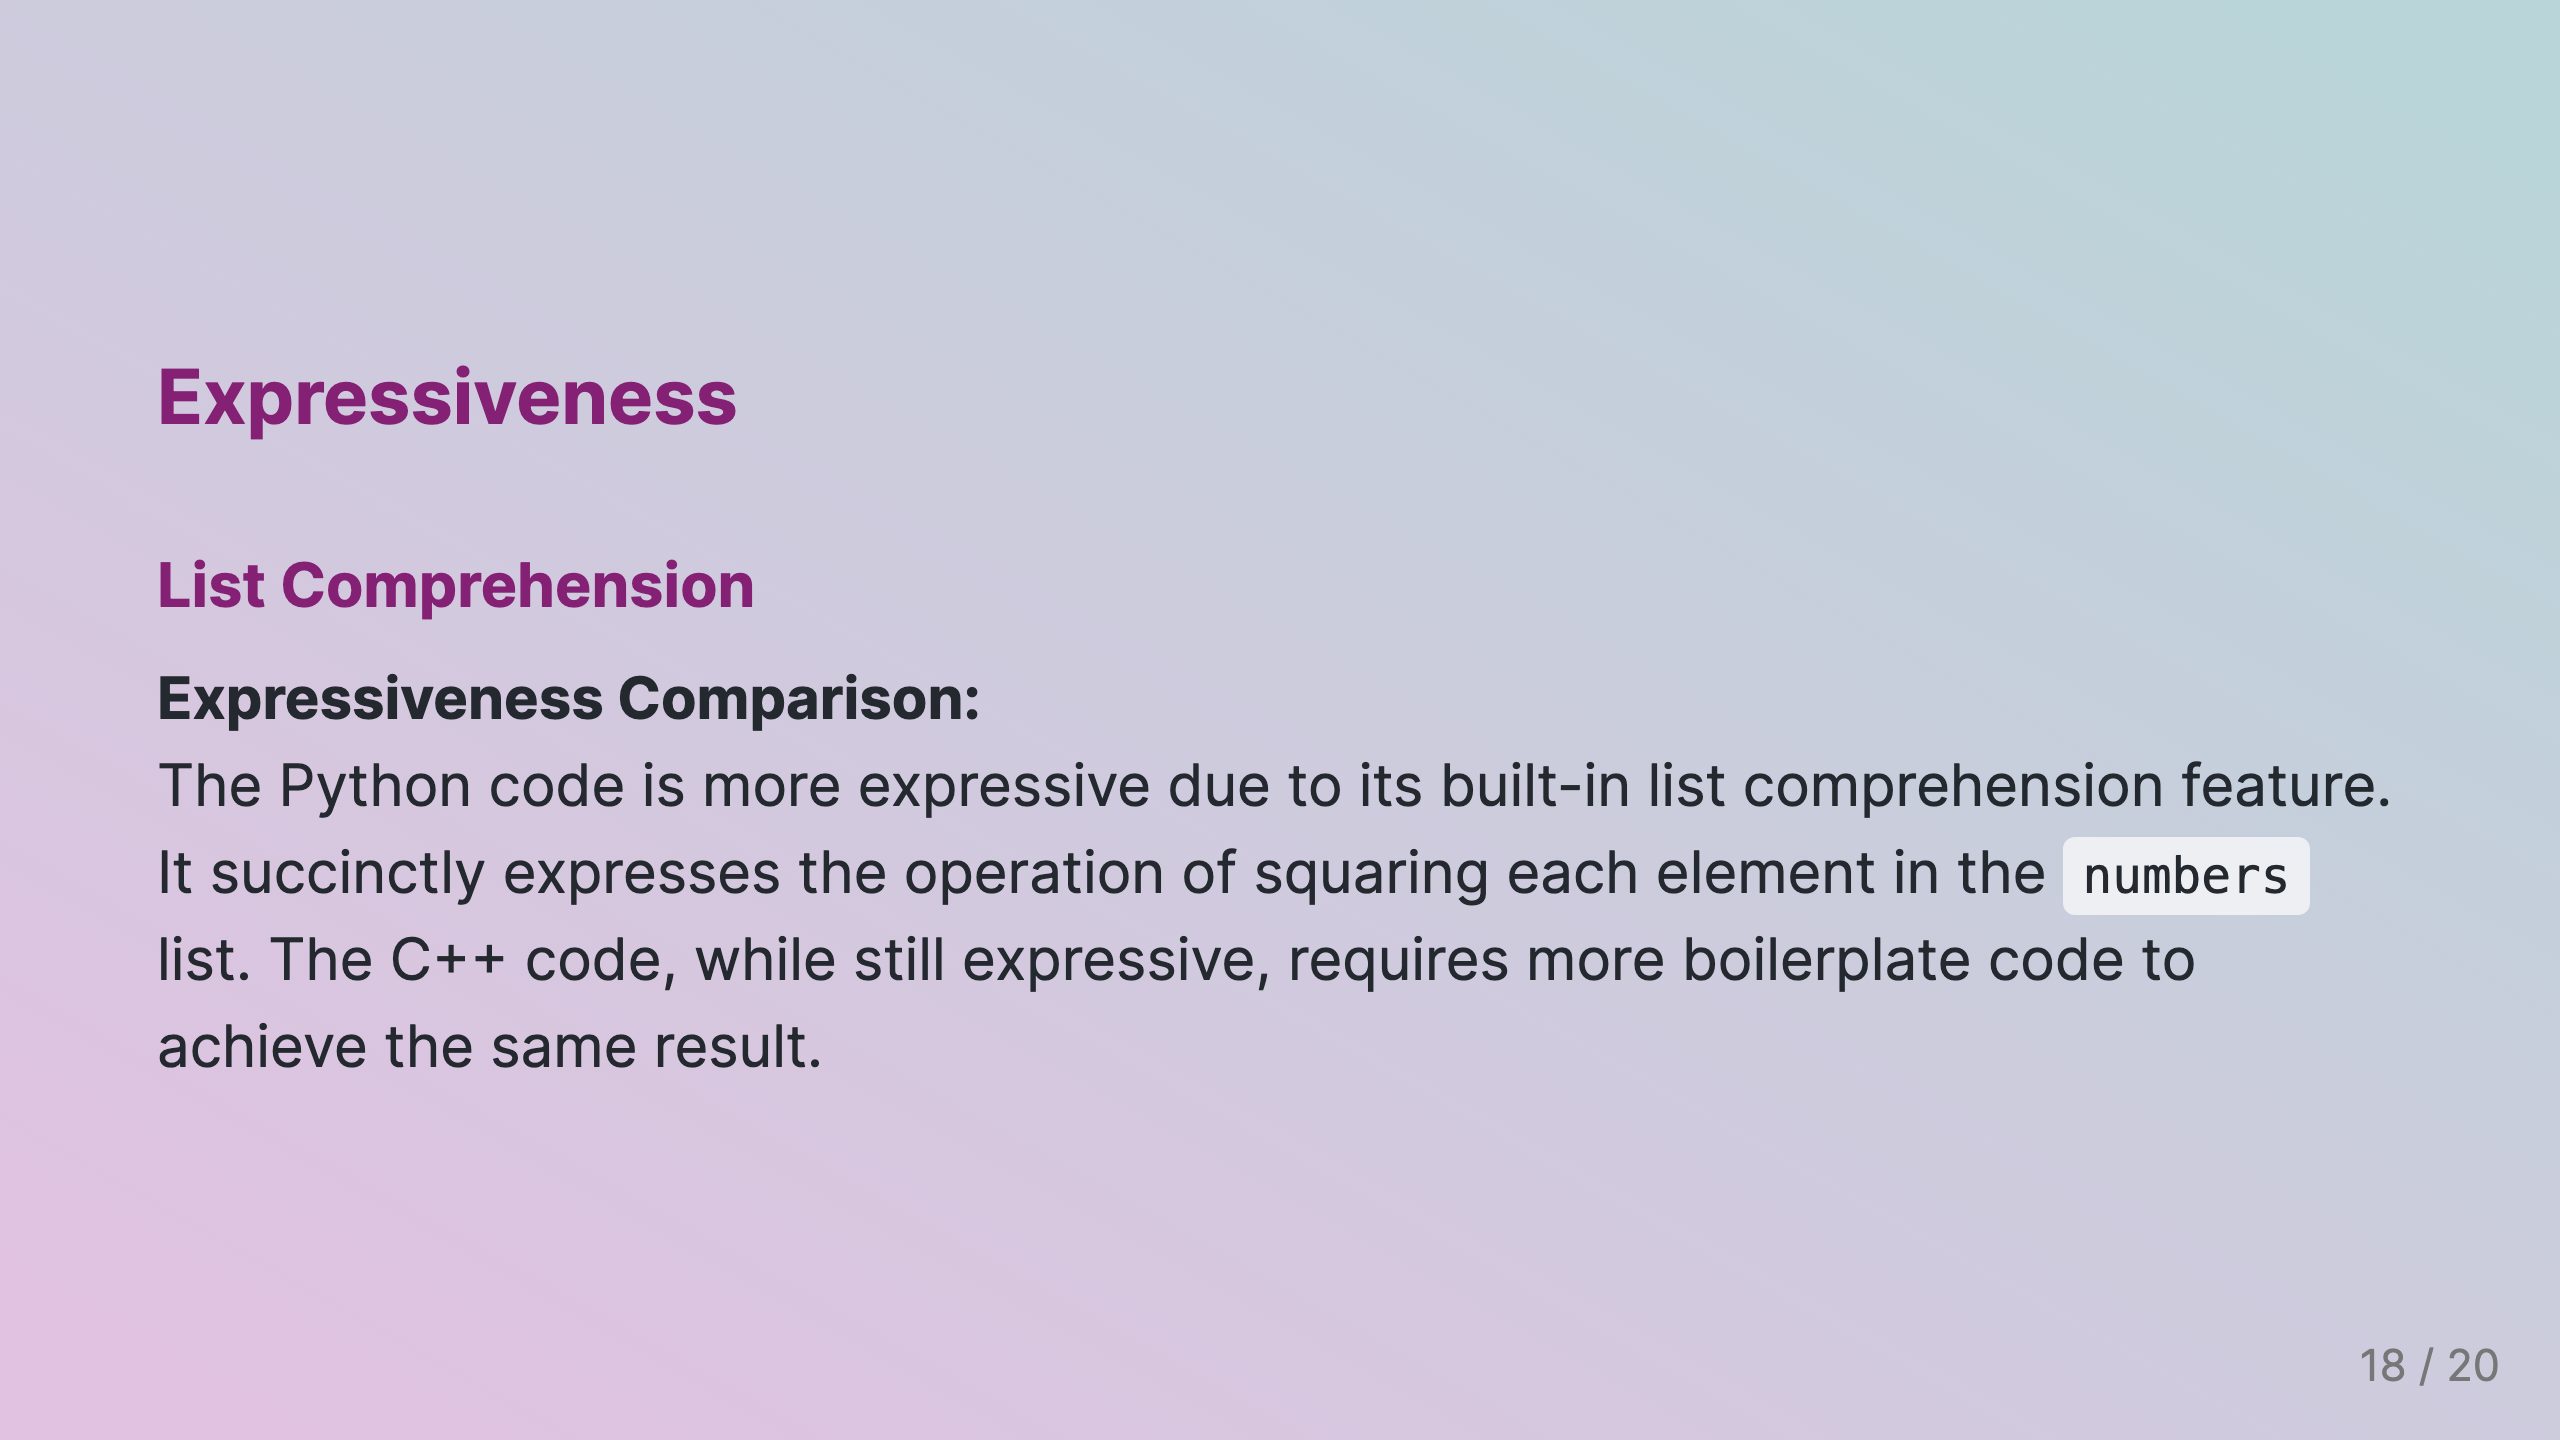 Expressiveness
List Comprehension
Expressiveness Comparison:
The Python code is more expressive due to its built-in list comprehension feature.
It succinctly expresses the operation of squaring each element in the numbers
list. The C++ code, while still expressive, requires more boilerplate code to
achieve the same result.
18 / 20